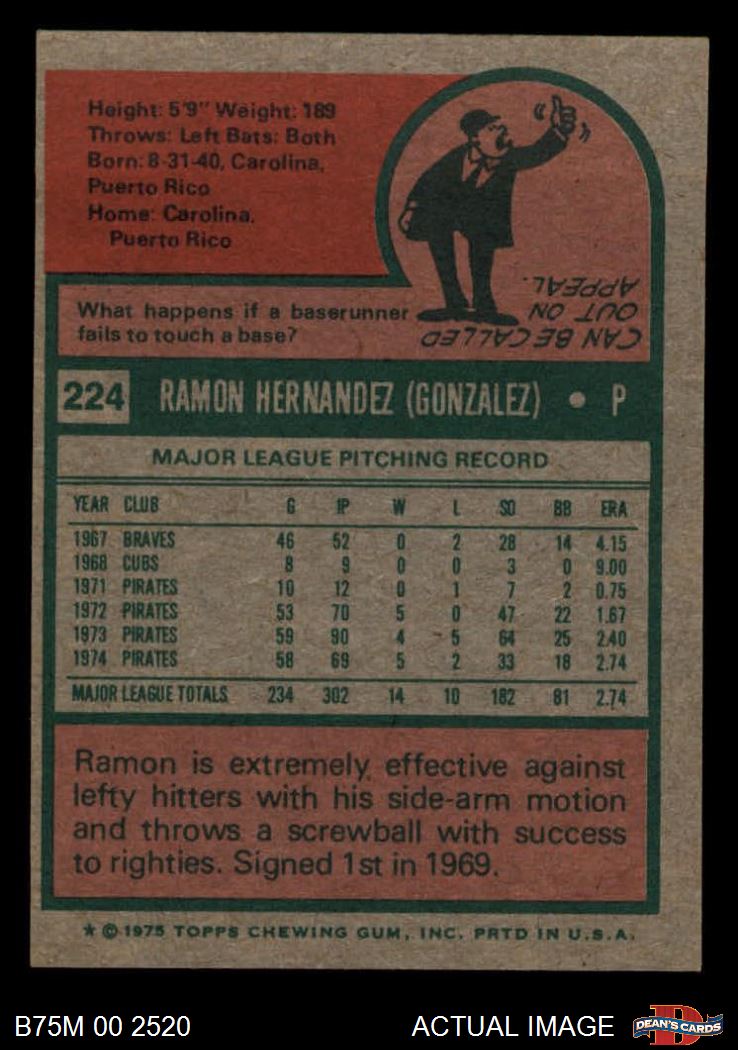 Height: 5'9" Weight: 189
Throws: Left Bats: Both
Born: 8-31-40, Carolina,
Puerto Rico
Home: Carolina,
Puerto Rico
What happens if a baserunner
fails to touch a base?
CAN BE CALLED
OUT ON
APPEAL.
224 RAMON HERNANDEZ (GONZALEZ) • P
MAJOR LEAGUE PITCHING RECORD
YEAR CLUB G IP W L SO BB ERA
1967 BRAVES 46 52 0 2 28 14 4.15
1968 CUBS 8 9 0 0 3 0 9.00
1971 PIRATES 10 12 0 1 7 2 0.75
1972 PIRATES 53 70 5 0 47 22 1.67
1973 PIRATES 59 90 4 5 64 25 2.40
1974 PIRATES 58 69 5 2 33 18 2.74
MAJOR LEAGUE TOTALS 234 302 14 10 182 81 2.74
Ramon is extremely effective against
lefty hitters with his side-arm motion
and throws a screwball with success
to righties. Signed 1st in 1969.
* © 1975 TOPPS CHEWING GUM, INC. PRTD IN U.S.A.
B75M 00 2520 ACTUAL IMAGE
D
DEAN'S CARDS